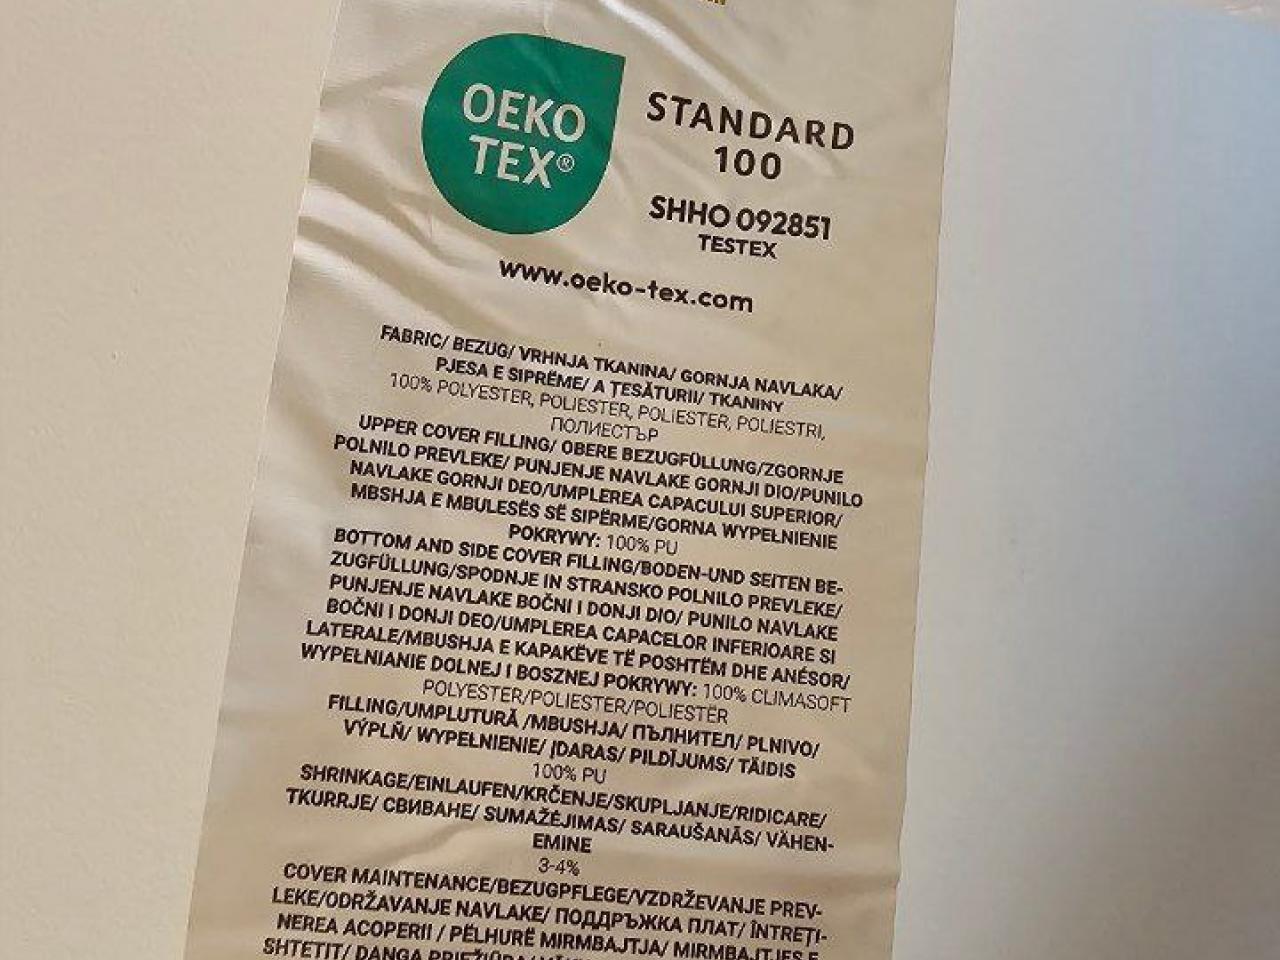 OEKO
TEX®
STANDARD
100
SHHO 092851
TESTEX
www.oeko-tex.com
FABRIC/ BEZUG/ VRHNJA TKANINA/ GORNJA NAVLAKA/
PJESA E SIPRËME/ A ȚESĂTURII/ TKANINY
100% POLYESTER, POLIESTER, POLIESTER, POLIESTRI,
ПОЛИЕСТЪР
UPPER COVER FILLING/ OBERE BEZUGFÜLLUNG/ZGORNJE
POLNILO PREVLEKE/ PUNJENJE NAVLAKE GORNJI DIO/PUNILO
NAVLAKE GORNJI DEO/UMPLEREA CAPACULUI SUPERIOR/
MBSHJA E MBULESËS SË SIPËRME/GORNA WYPEŁNIENIE
POKRYWY: 100% PU
BOTTOM AND SIDE COVER FILLING/BODEN-UND SEITEN BE-
ZUGFÜLLUNG/SPODNJE IN STRANSKO POLNILO PREVLEKE/
PUNJENJE NAVLAKE BOČNI I DONJI DIO/ PUNILO NAVLAKE
BOČNI I DONJI DEO/UMPLEREA CAPACELOR INFERIOARE SI
LATERALE/MBUSHJA E KAPAKËVE TË POSHTËM DHE ANÉSOR/
WYPEŁNIANIE DOLNEJ I BOSZNEJ POKRYWY: 100% CLIMASOFT
POLYESTER/POLIESTER/POLIESTËR
FILLING/UMPLUTURĂ /MBUSHJA/ ПЪЛНИТЕЛ/ PLNIVO/
VÝPLŇ/ WYPEŁNIENIE/ ĮDARAS/ PILDĪJUMS/ TÄIDIS
100% PU
SHRINKAGE/EINLAUFEN/KRČENJE/SKUPLJANJE/RIDICARE/
TKURRJE/ СВИВАНЕ/ SUMAŽĖJIMAS/ SARAUŠANĀS/ VÄHEN-
EMINE
3-4%
COVER MAINTENANCE/BEZUGPFLEGE/VZDRŽEVANJE PREV-
LEKE/ODRŽAVANJE NAVLAKE/ ПОДДРЪЖКА ПЛАТ/ ÎNTREȚI-
NEREA ACOPERII / PËLHURË MIRMBAJTJA/ MIRMBAJTJES E
SHTETIT/ DANGA PRIEŽIŪRA/